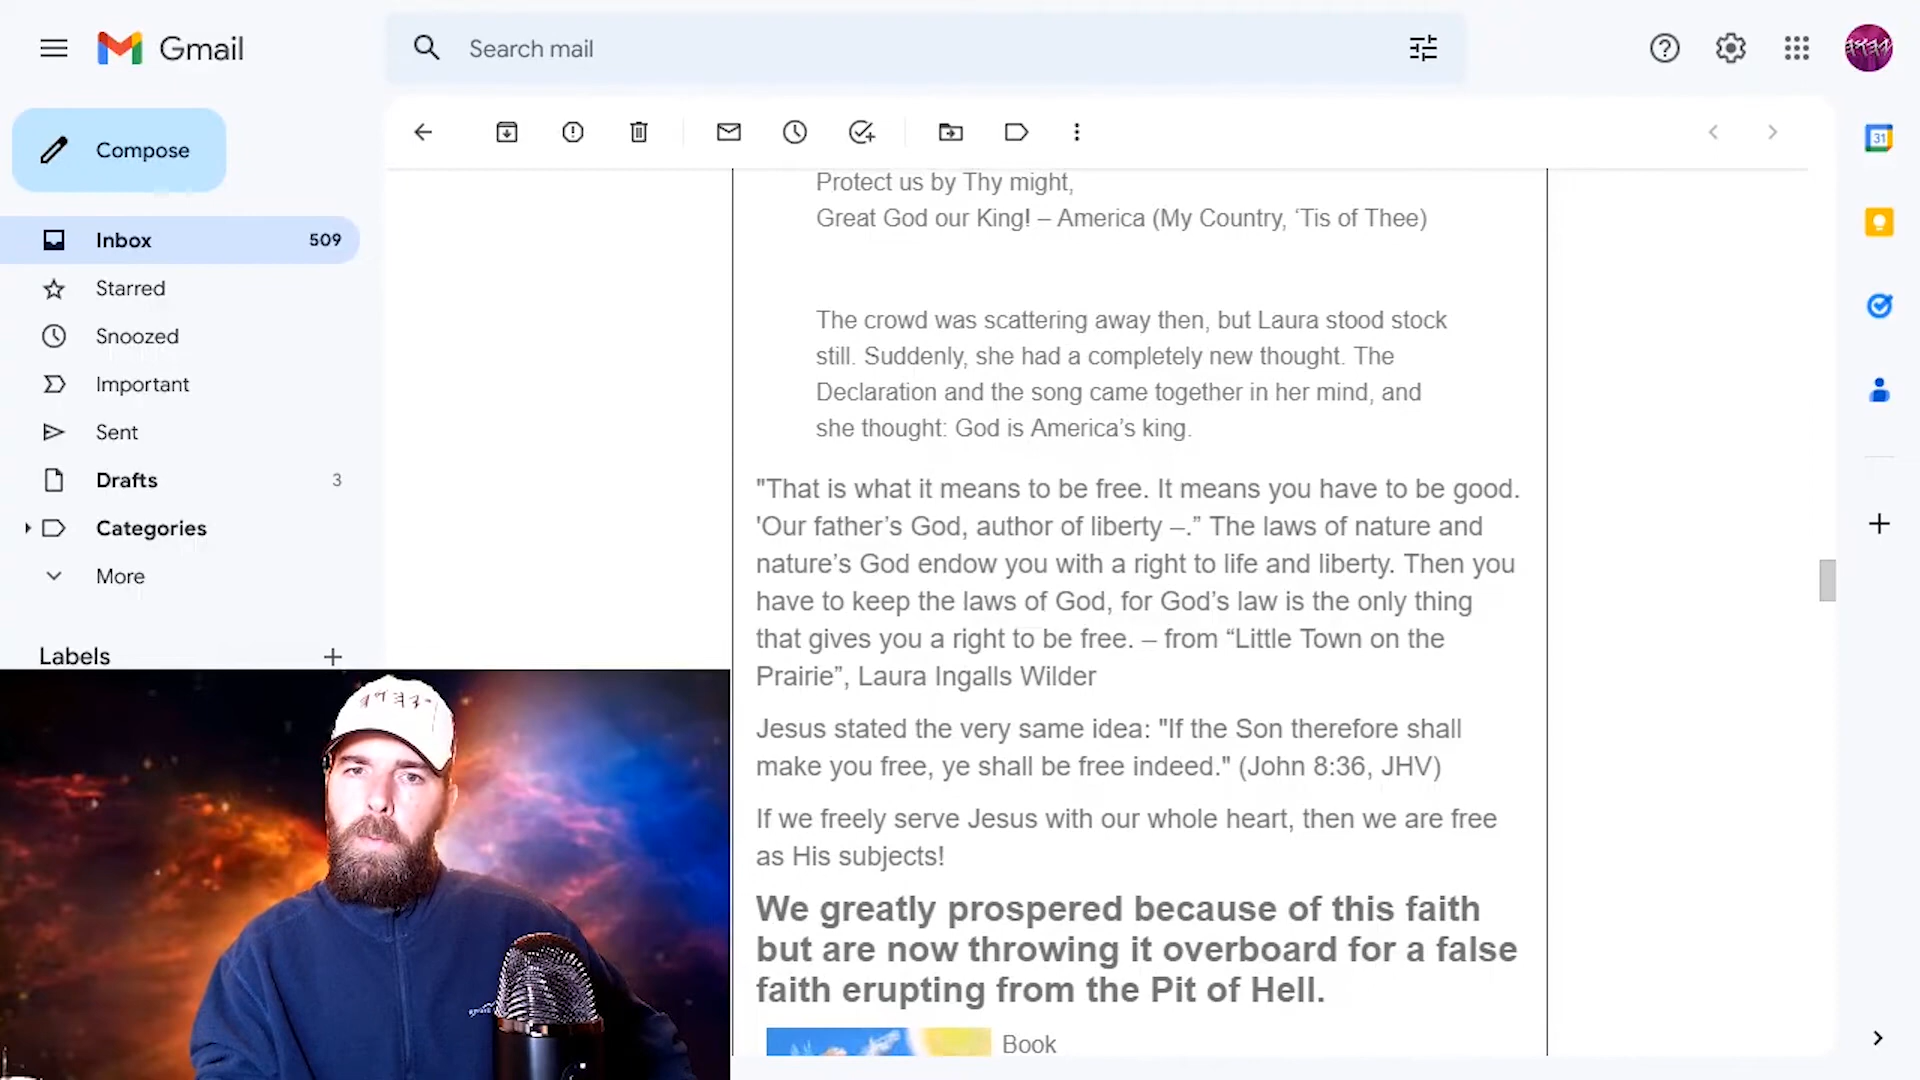 Gmail
Search mail
Compose
Inbox 509
Starred
Snoozed
Important
Sent
Drafts 3
Categories
More
Labels
31
Protect us by Thy might,
Great God our King! – America (My Country, ‘Tis of Thee)
The crowd was scattering away then, but Laura stood stock
still. Suddenly, she had a completely new thought. The
Declaration and the song came together in her mind, and
she thought: God is America’s king.
"That is what it means to be free. It means you have to be good.
'Our father’s God, author of liberty –.” The laws of nature and
nature’s God endow you with a right to life and liberty. Then you
have to keep the laws of God, for God’s law is the only thing
that gives you a right to be free. – from “Little Town on the
Prairie”, Laura Ingalls Wilder
Jesus stated the very same idea: "If the Son therefore shall
make you free, ye shall be free indeed." (John 8:36, JHV)
If we freely serve Jesus with our whole heart, then we are free
as His subjects!
We greatly prospered because of this faith
but are now throwing it overboard for a false
faith erupting from the Pit of Hell.
Book